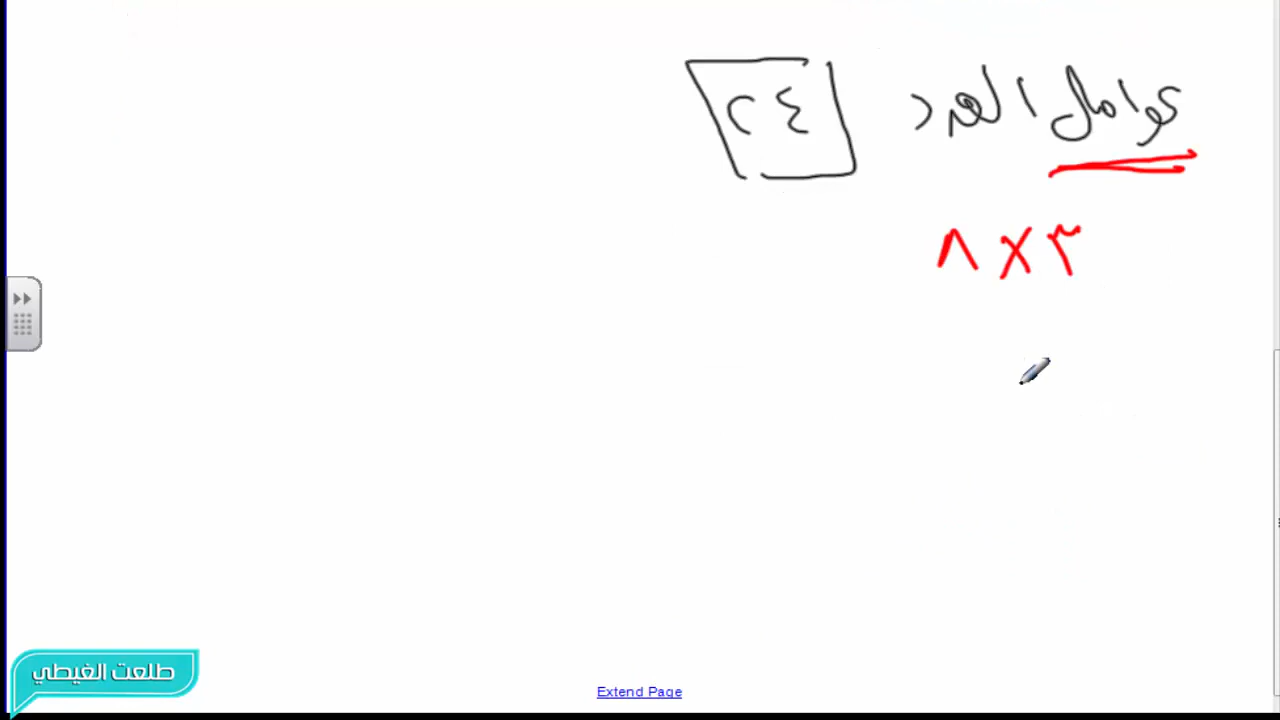 عوامل العدد ٢٤
٣ × ٨
طلعت الغيطي
Extend Page